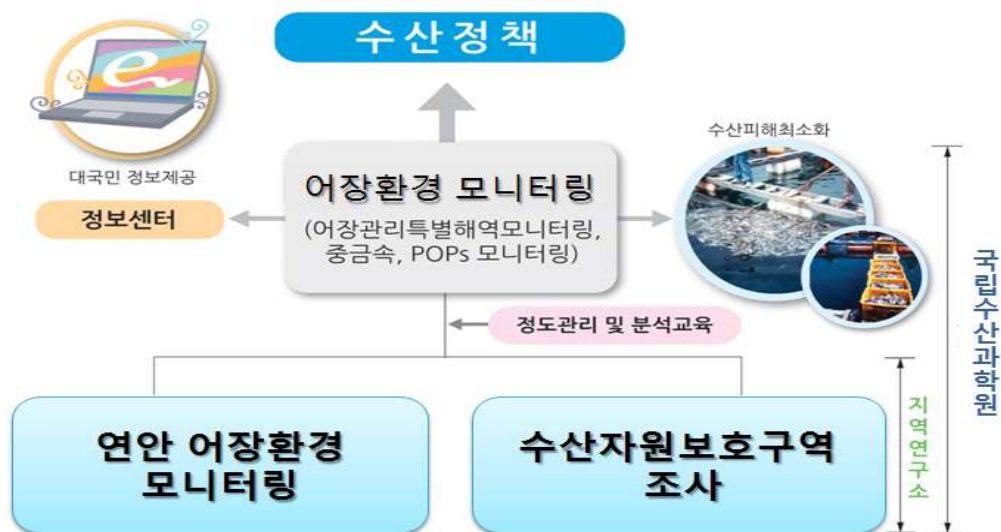 수산정책
수산피해최소화
대국민 정보제공
정보센터
어장환경 모니터링
(어장관리특별해역모니터링,
중금속, POPs 모니터링)
정도관리 및 분석교육
국립수산과학원
지역연구소
연안 어장환경
모니터링
수산자원보호구역
조사